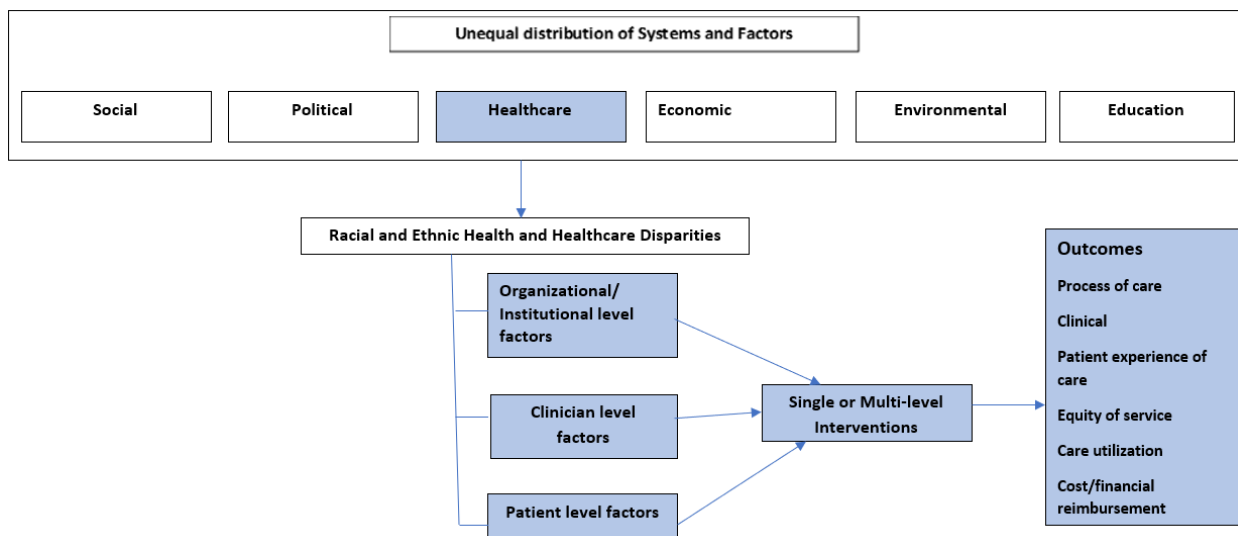 Unequal distribution of Systems and Factors
Social
Political
Healthcare
Economic
Environmental
Education
Racial and Ethnic Health and Healthcare Disparities
Organizational/
Institutional level
factors
Clinician level
factors
Patient level factors
Single or Multi-level
Interventions
Outcomes
Process of care
Clinical
Patient experience of
care
Equity of service
Care utilization
Cost/financial
reimbursement